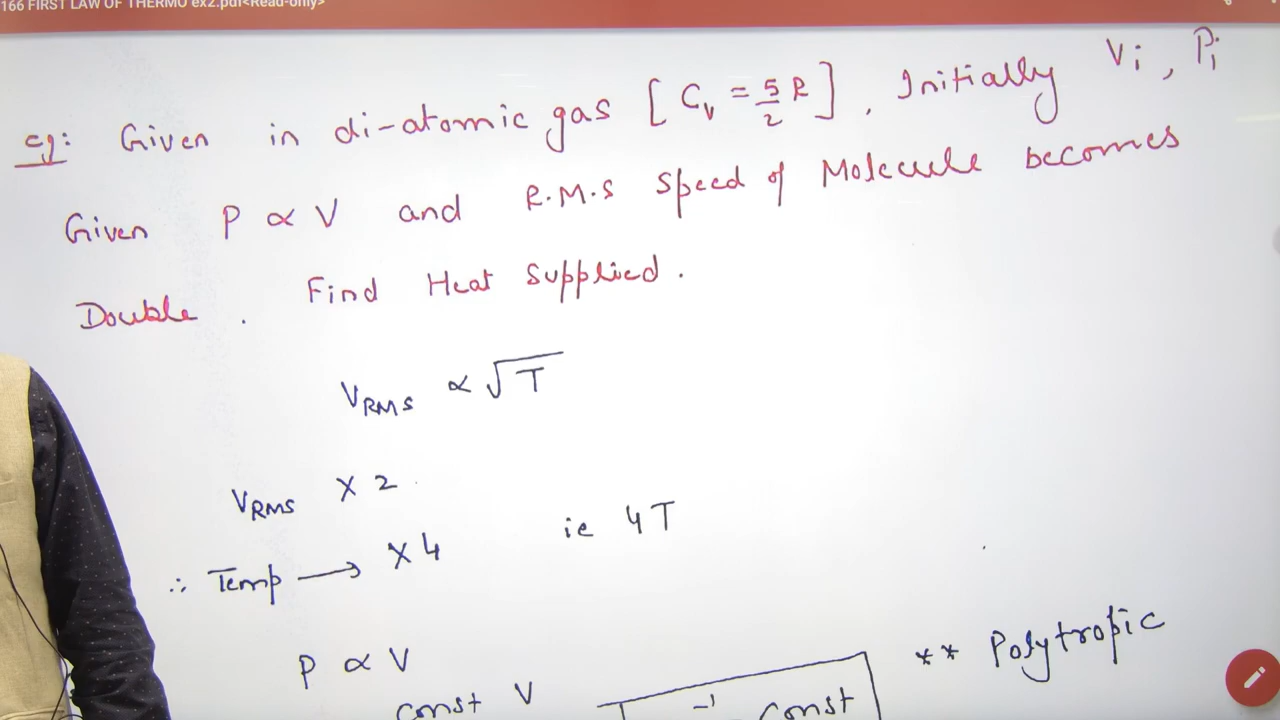 166 FIRST LAW OF THERMO ex2.pdf<Read-only>
eg: Given in di-atomic gas [ Cv = 5/2 R ] , Initially Vi , Pi
Given P ∝ V and R.M.S Speed of Molecule becomes
Double . Find Heat Supplied .
VRMS ∝ √T
VRMS × 2
∴ Temp → × 4 ie 4T
** Polytropic
P ∝ V
const V
-1 const